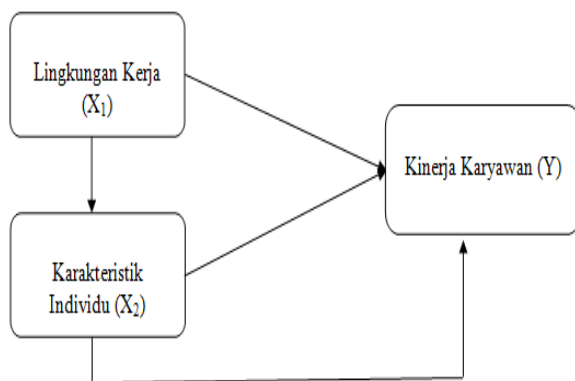 Lingkungan Kerja
(X₁)
Kinerja Karyawan (Y)
Karakteristik
Individu (X₂)